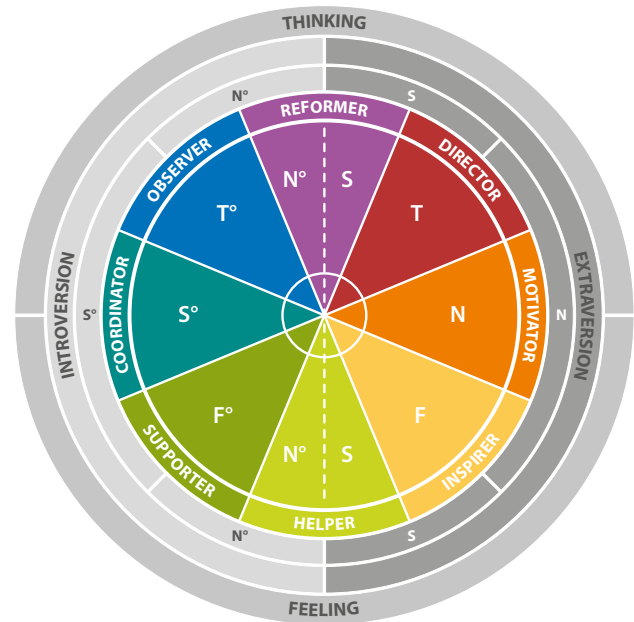 THINKING
N°
S
REFORMER
OBSERVER
DIRECTOR
N°
S
T°
T
INTROVERSION
S°
COORDINATOR
S°
N
MOTIVATOR
N
EXTRAVERSION
F°
F
N°
S
SUPPORTER
INSPIRER
HELPER
N°
S
FEELING